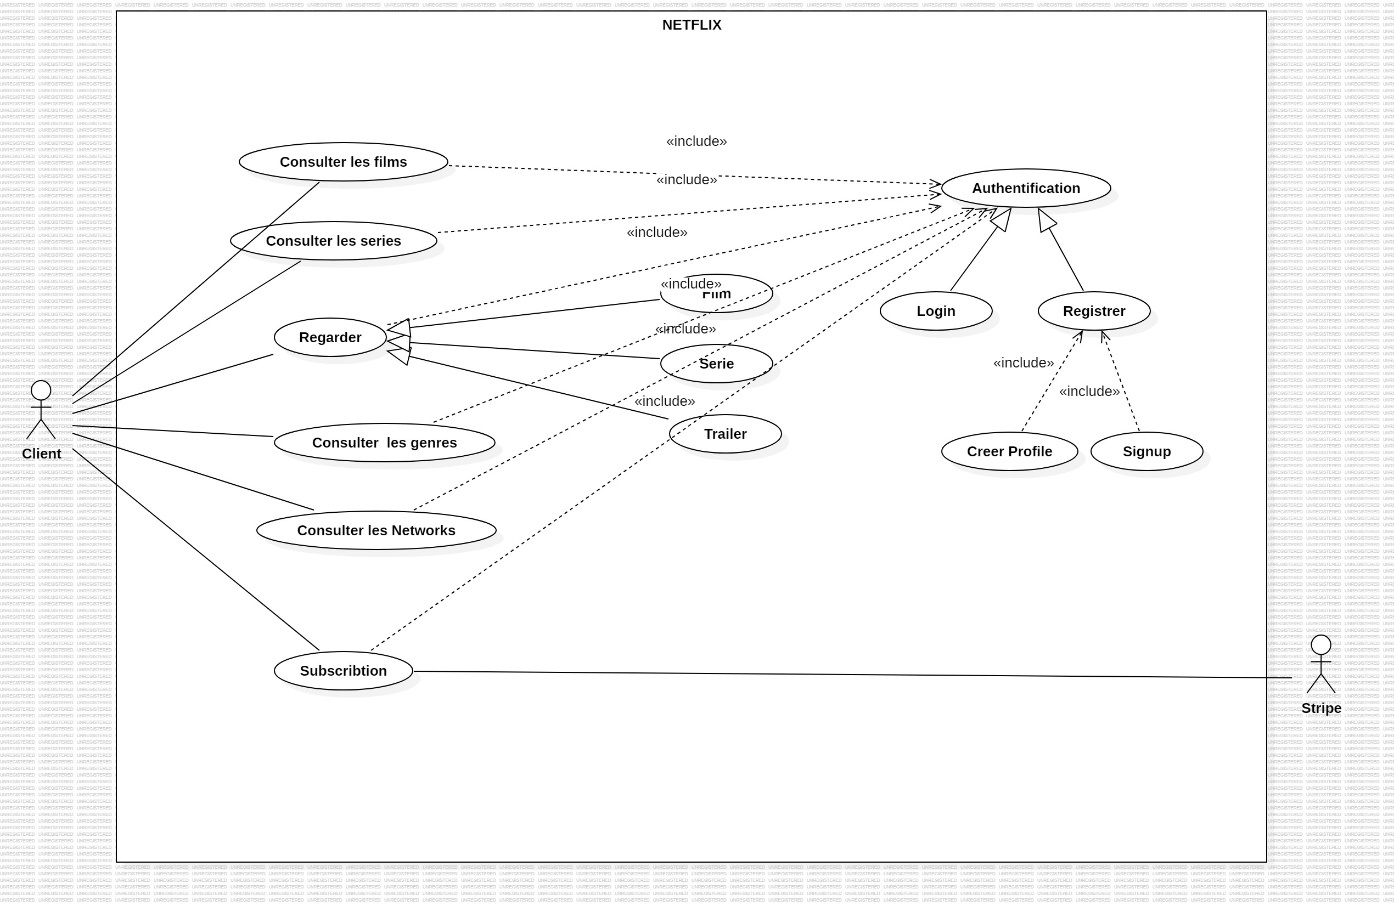 NETFLIX
«include»
Consulter les films
«include»
Authentification
«include»
Consulter les series
«include»
Film
Login
Registrer
«include»
Regarder
Serie
«include»
«include»
«include»
Client
Consulter  les genres
Trailer
Creer Profile
Signup
Consulter les Networks
Subscribtion
Stripe
UNREGISTERED